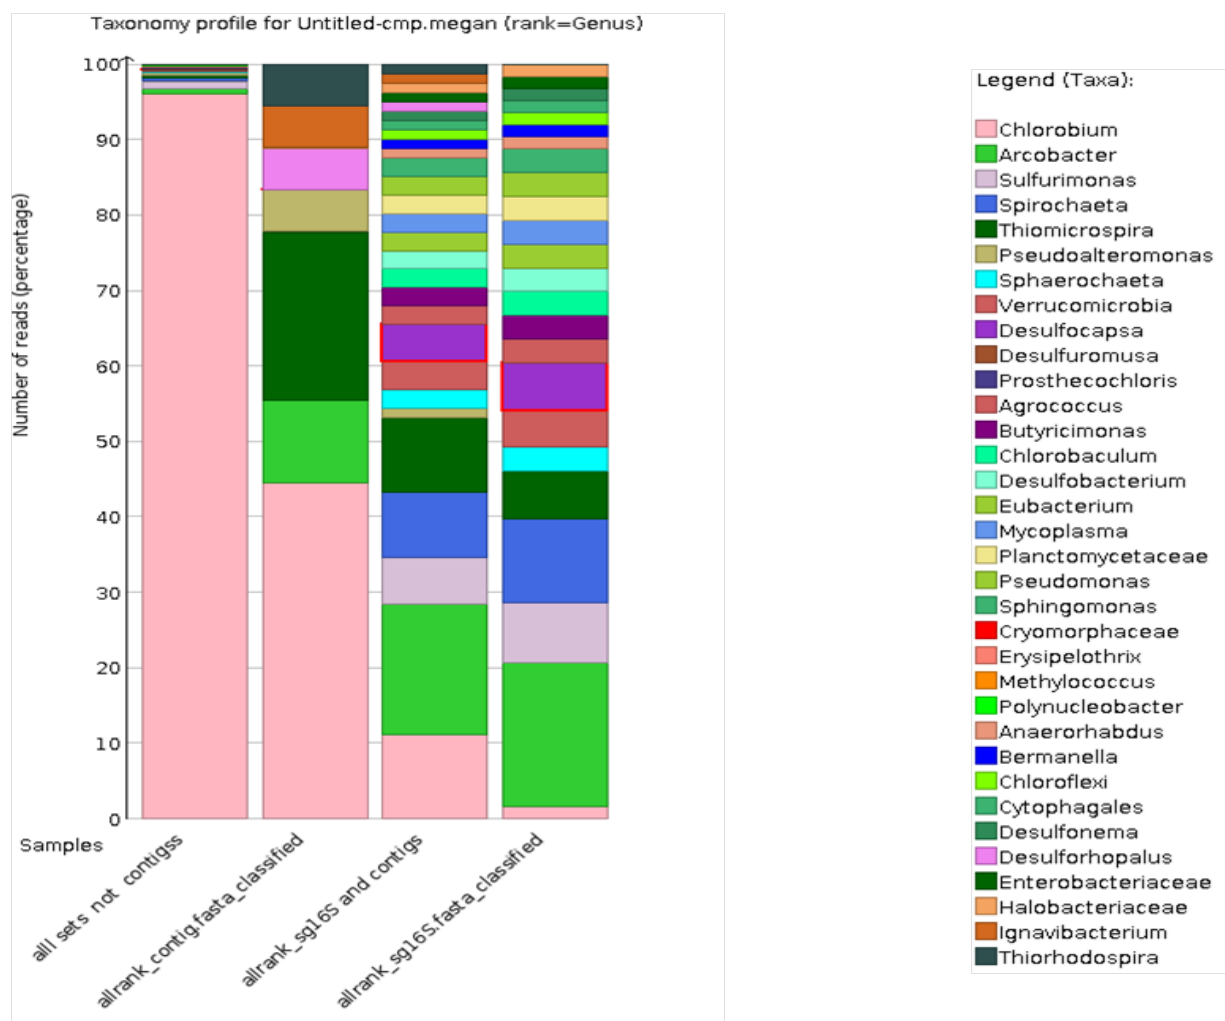 Taxonomy profile for Untitled-cmp.megan {rank=Genus}
Number of reads (percentage)
100
90
80
70
60
50
40
30
20
10
0
Samples
alll sets not contigss
allrank_contig.fasta_classified
allrank_sg16S and contigs
allrank_sg16S.fasta_classified
Legend {Taxa}:
Chlorobium
Arcobacter
Sulfurimonas
Spirochaeta
Thiomicrospira
Pseudoalteromonas
Sphaerochaeta
Verrucomicrobia
Desulfocapsa
Desulfuromusa
Prosthecochloris
Agrococcus
Butyricimonas
Chlorobaculum
Desulfobacterium
Eubacterium
Mycoplasma
Planctomycetaceae
Pseudomonas
Sphingomonas
Cryomorphaceae
Erysipelothrix
Methylococcus
Polynucleobacter
Anaerorhabdus
Bermanella
Chloroflexi
Cytophagales
Desulfonema
Desulforhopalus
Enterobacteriaceae
Halobacteriaceae
Ignavibacterium
Thiorhodospira